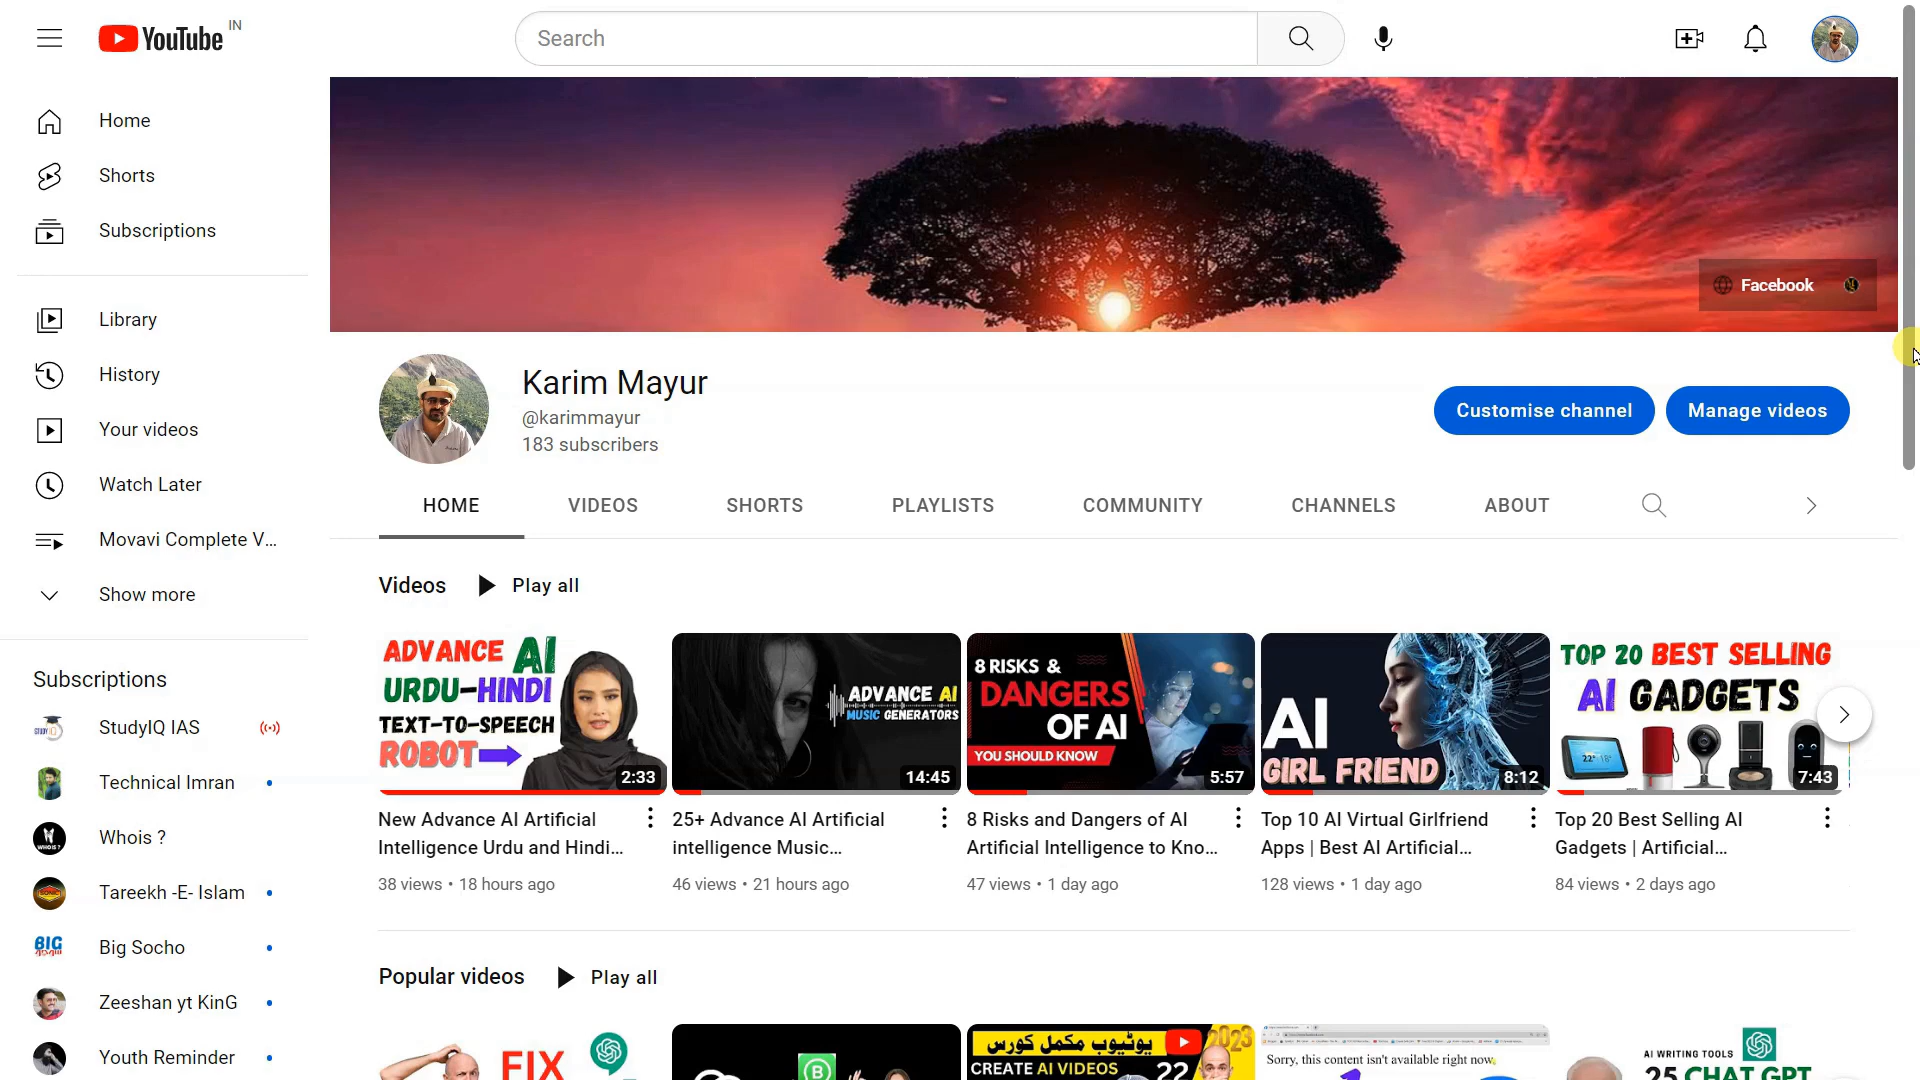 YouTube IN
Search
Home
Shorts
Subscriptions
Library
History
Your videos
Watch Later
Movavi Complete V...
Show more
Subscriptions
StudyIQ IAS
Technical Imran
Whois ?
Tareekh -E- Islam
Big Socho
Zeeshan yt KinG
Youth Reminder
Facebook
Karim Mayur
@karimmayur
183 subscribers
Customise channel
Manage videos
HOME VIDEOS SHORTS PLAYLISTS COMMUNITY CHANNELS ABOUT
Videos Play all
ADVANCE AI
URDU-HINDI
TEXT-TO-SPEECH
ROBOT
2:33
New Advance AI Artificial
Intelligence Urdu and Hindi...
38 views • 18 hours ago
ADVANCE AI
MUSIC GENERATORS
14:45
25+ Advance AI Artificial
intelligence Music...
46 views • 21 hours ago
8 RISKS &
DANGERS
OF AI
YOU SHOULD KNOW
5:57
8 Risks and Dangers of AI
Artificial Intelligence to Kno...
47 views • 1 day ago
AI
GIRL FRIEND
8:12
Top 10 AI Virtual Girlfriend
Apps | Best AI Artificial...
128 views • 1 day ago
TOP 20 BEST SELLING
AI GADGETS
7:43
Top 20 Best Selling AI
Gadgets | Artificial...
84 views • 2 days ago
Popular videos Play all
FIX
B
یوٹیوب مکمل کورس
2023
CREATE AI VIDEOS
22
Sorry, this content isn't available right now
AI WRITING TOOLS
25 CHAT GPT